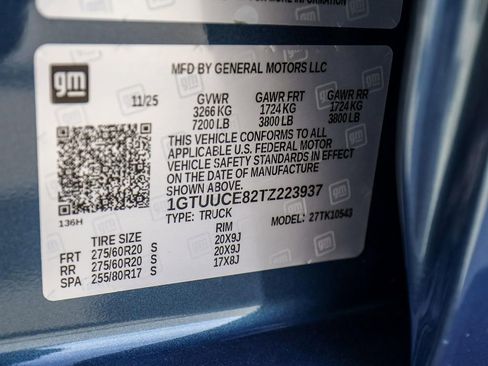 MORE INFORMATION
gm
MFD BY GENERAL MOTORS LLC
11/25 GVWR GAWR FRT GAWR RR
3266 KG 1724 KG 1724 KG
7200 LB 3800 LB 3800 LB
THIS VEHICLE CONFORMS TO ALL
APPLICABLE U.S. FEDERAL MOTOR
VEHICLE SAFETY STANDARDS IN EFFECT
ON THE DATE OF MANUFACTURE
SHOWN ABOVE.
1GTUUCE82TZ223937
136H TYPE: TRUCK MODEL: 27TK10543
TIRE SIZE RIM
FRT 275/60R20 S 20X9J
RR 275/60R20 S 20X9J
SPA 255/80R17 S 17X8J